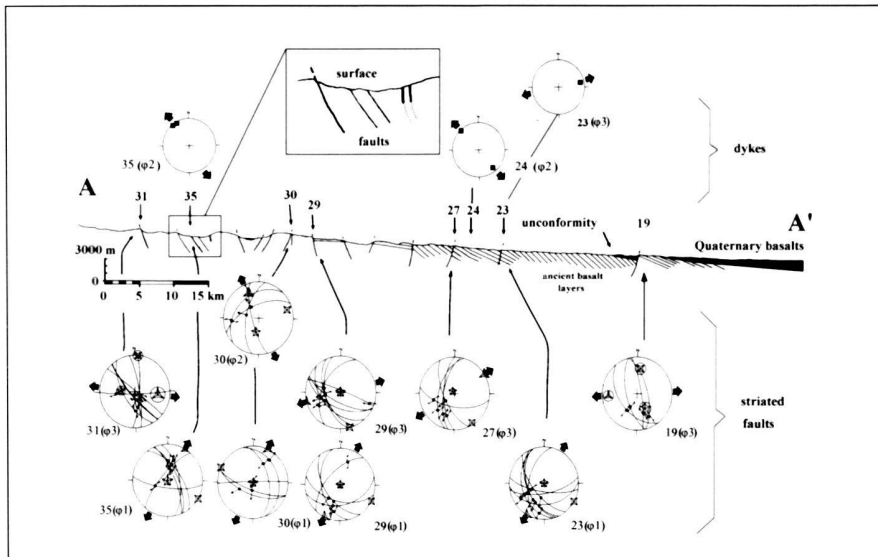 surface
faults
23 (φ3)
35 (φ2)
24 (φ2)
dykes
A
31
35
30
29
27
24
23
unconformity
19
A'
3000 m
0
Quaternary basalts
ancient basalt
layers
0 5 10 15 km
30(φ2)
31(φ3)
29(φ3)
27(φ3)
19(φ3)
striated
faults
35(φ1)
30(φ1)
29(φ1)
23(φ1)